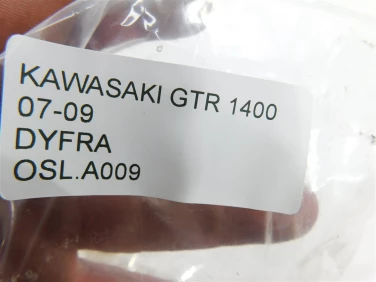 KAWASAKI GTR 1400
07-09
DYFRA
OSL.A009